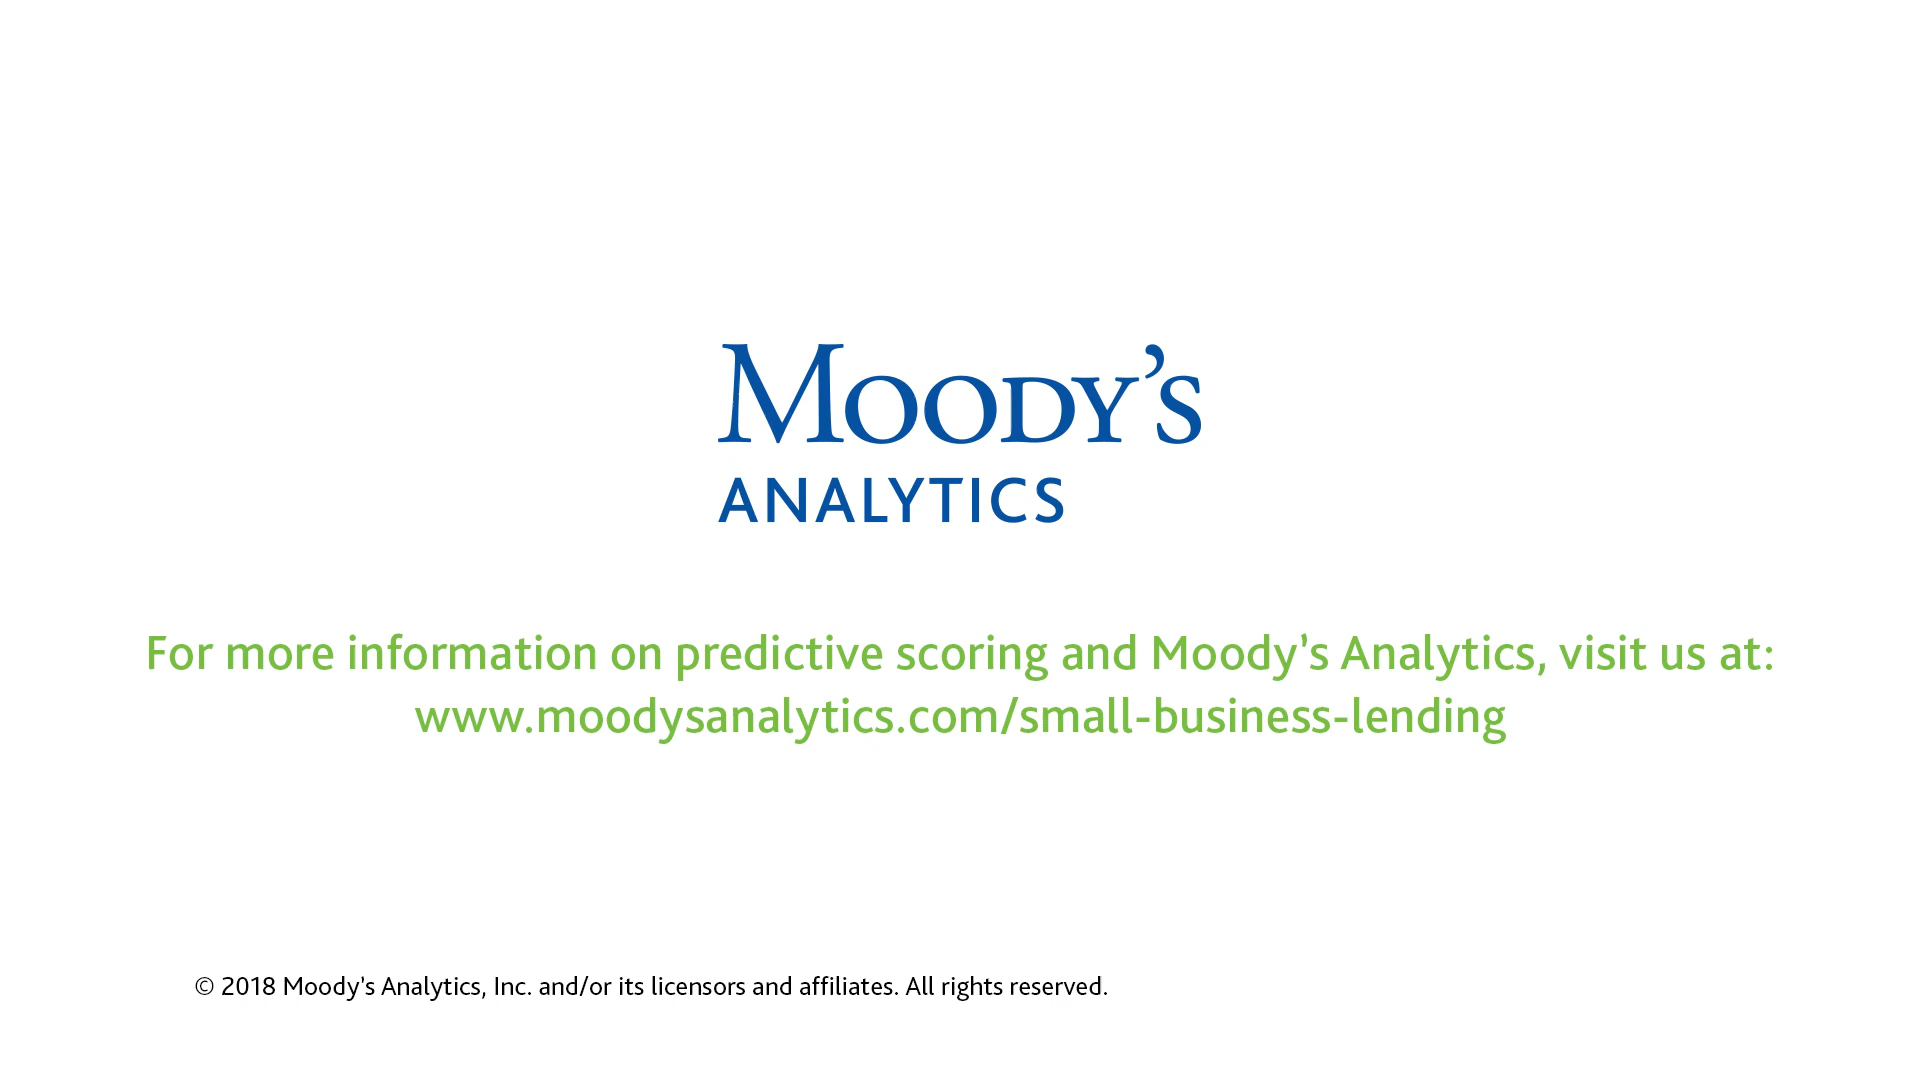 Moody’s
ANALYTICS
For more information on predictive scoring and Moody’s Analytics, visit us at:
www.moodysanalytics.com/small-business-lending
© 2018 Moody’s Analytics, Inc. and/or its licensors and affiliates. All rights reserved.